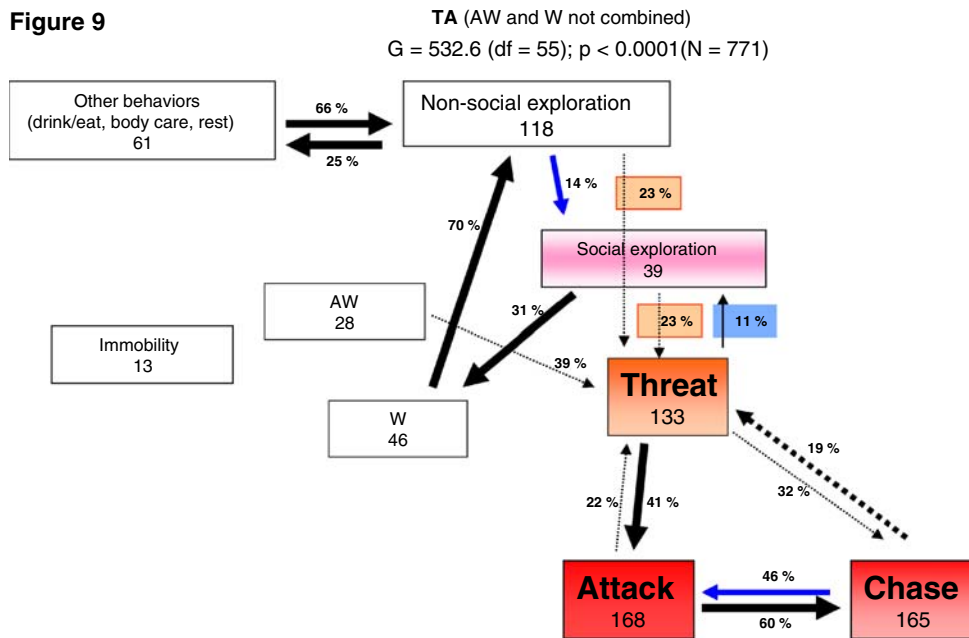 Figure 9
TA (AW and W not combined)
G = 532.6 (df = 55); p < 0.0001(N = 771)
Other behaviors
(drink/eat, body care, rest)
61
66 %
25 %
Non-social exploration
118
14 %
23 %
70 %
Social exploration
39
AW
28
31 %
23 %
11 %
Immobility
13
39 %
Threat
133
W
46
19 %
32 %
22 %
41 %
Attack
168
46 %
60 %
Chase
165